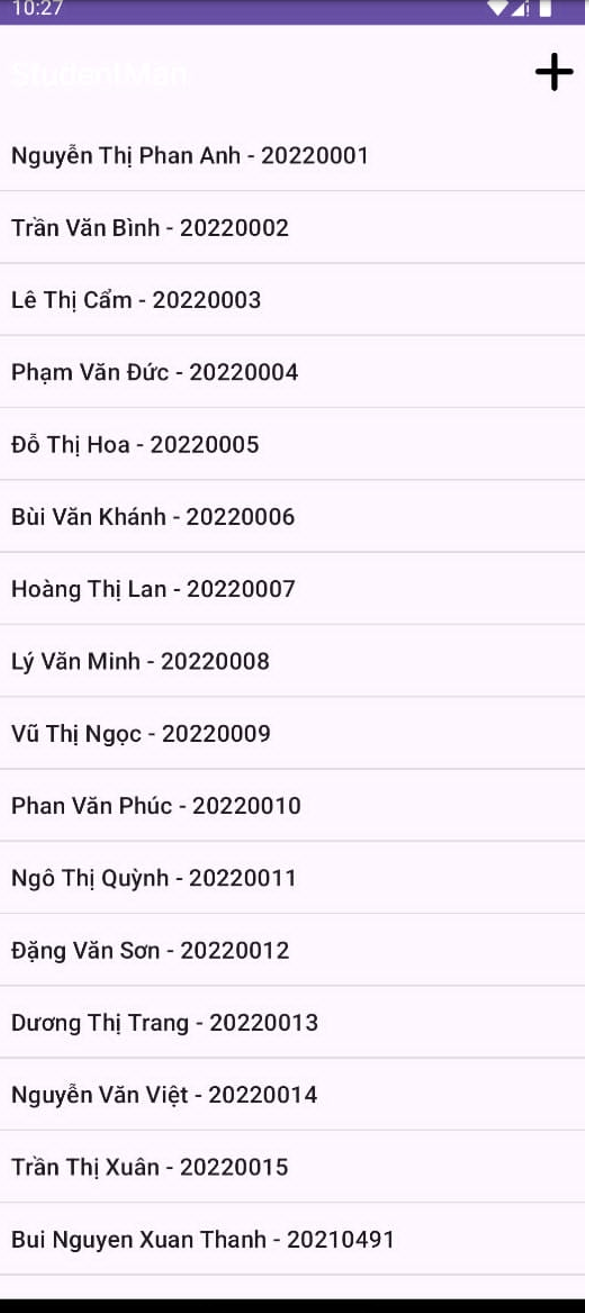 10:27
StudentMan
Nguyễn Thị Phan Anh - 20220001
Trần Văn Bình - 20220002
Lê Thị Cẩm - 20220003
Phạm Văn Đức - 20220004
Đỗ Thị Hoa - 20220005
Bùi Văn Khánh - 20220006
Hoàng Thị Lan - 20220007
Lý Văn Minh - 20220008
Vũ Thị Ngọc - 20220009
Phan Văn Phúc - 20220010
Ngô Thị Quỳnh - 20220011
Đặng Văn Sơn - 20220012
Dương Thị Trang - 20220013
Nguyễn Văn Việt - 20220014
Trần Thị Xuân - 20220015
Bui Nguyen Xuan Thanh - 20210491